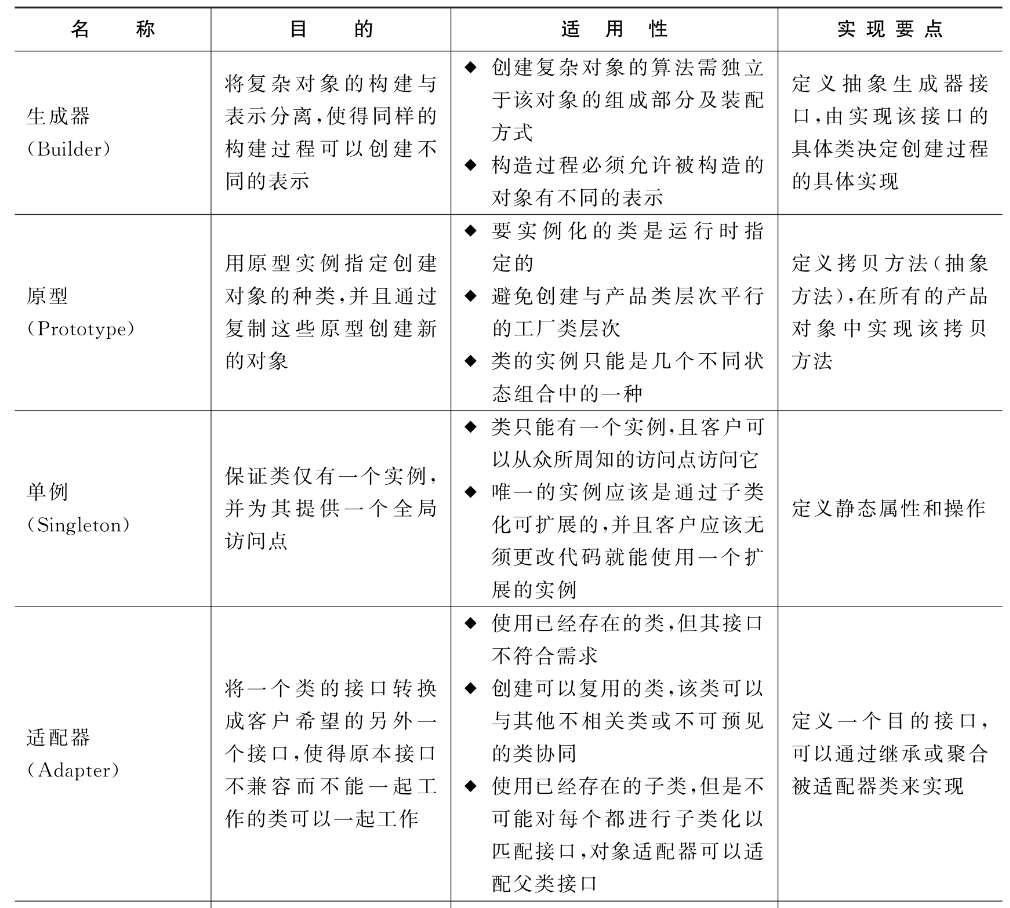 名 称 目 的 适 用 性 实 现 要 点
生成器
（Builder）
将复杂对象的构建与
表示分离,使得同样的
构建过程可以创建不
同的表示
◆ 创建复杂对象的算法需独立
于该对象的组成部分及装配
方式
◆ 构造过程必须允许被构造的
对象有不同的表示
定义抽象生成器接
口,由实现该接口的
具体类决定创建过程
的具体实现
原型
（Prototype）
用原型实例指定创建
对象的种类,并且通过
复制这些原型创建新
的对象
◆ 要实例化的类是运行时指
定的
◆ 避免创建与产品类层次平行
的工厂类层次
◆ 类的实例只能是几个不同状
态组合中的一种
定义拷贝方法（抽象
方法）,在所有的产品
对象中实现该拷贝
方法
单例
（Singleton）
保证类仅有一个实例,
并为其提供一个全局
访问点
◆ 类只能有一个实例,且客户可
以从众所周知的访问点访问它
◆ 唯一的实例应该是通过子类
化可扩展的,并且客户应该无
须更改代码就能使用一个扩
展的实例
定义静态属性和操作
适配器
（Adapter）
将一个类的接口转换
成客户希望的另外一
个接口,使得原本接口
不兼容而不能一起工
作的类可以一起工作
◆ 使用已经存在的类,但其接口
不符合需求
◆ 创建可以复用的类,该类可以
与其他不相关类或不可预见
的类协同
◆ 使用已经存在的子类,但是不
可能对每个都进行子类化以
匹配接口,对象适配器可以适
配父类接口
定义一个目的接口,
可以通过继承或聚合
被适配器类来实现